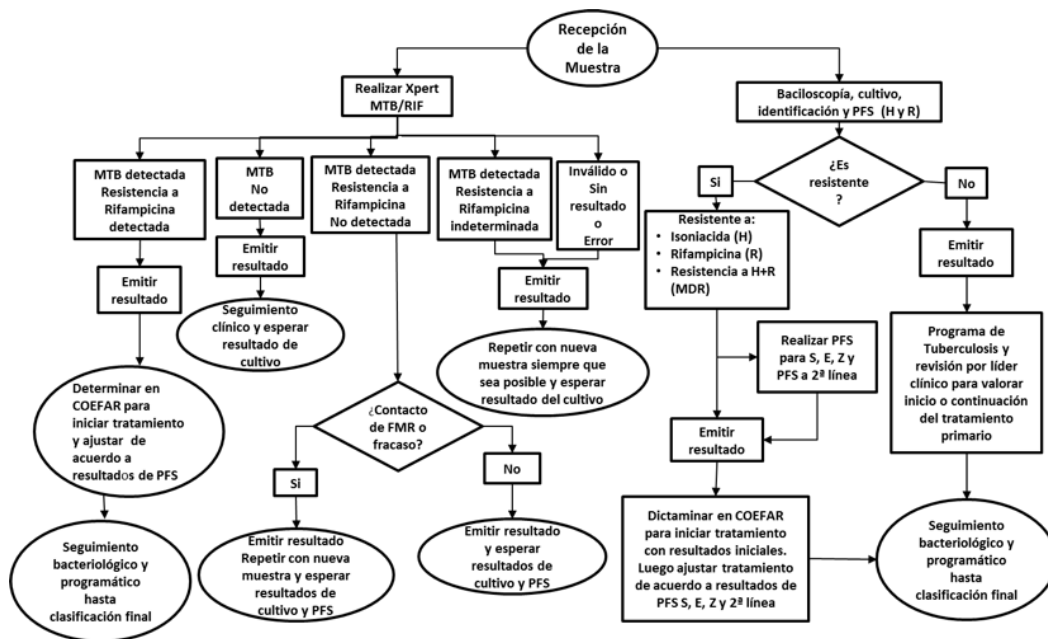 Recepción
de la
Muestra
Realizar Xpert
MTB/RIF
Baciloscopía, cultivo,
identificación y PFS (H y R)
MTB detectada
Resistencia a
Rifampicina
detectada
MTB
No
detectada
MTB detectada
Resistencia a
Rifampicina
No detectada
MTB detectada
Resistencia a
Rifampicina
indeterminada
Inválido o
Sin
resultado
o
Error
Si
¿Es
resistente
?
No
Emitir
resultado
Emitir
resultado
Emitir
resultado
Resistente a:
• Isoniacida (H)
• Rifampicina (R)
• Resistencia a H+R
(MDR)
Emitir
resultado
Seguimiento
clínico y esperar
resultado de
cultivo
Repetir con nueva
muestra siempre que
sea posible y esperar
resultado del cultivo
Realizar PFS
para S, E, Z y
PFS a 2ª línea
Programa de
Tuberculosis y
revisión por líder
clínico para valorar
inicio o continuación
del tratamiento
primario
Determinar en
COEFAR para
iniciar tratamiento
y ajustar de
acuerdo a
resultados de PFS
¿Contacto
de FMR o
fracaso?
Emitir
resultado
Si
No
Seguimiento
bacteriológico y
programático
hasta
clasificación final
Emitir resultado
Repetir con nueva
muestra y esperar
resultados de
cultivo y PFS
Emitir resultado
y esperar
resultados de
cultivo y PFS
Dictaminar en COEFAR
para iniciar tratamiento
con resultados iniciales.
Luego ajustar tratamiento
de acuerdo a resultados de
PFS S, E, Z y 2ª línea
Seguimiento
bacteriológico y
programático
hasta
clasificación final